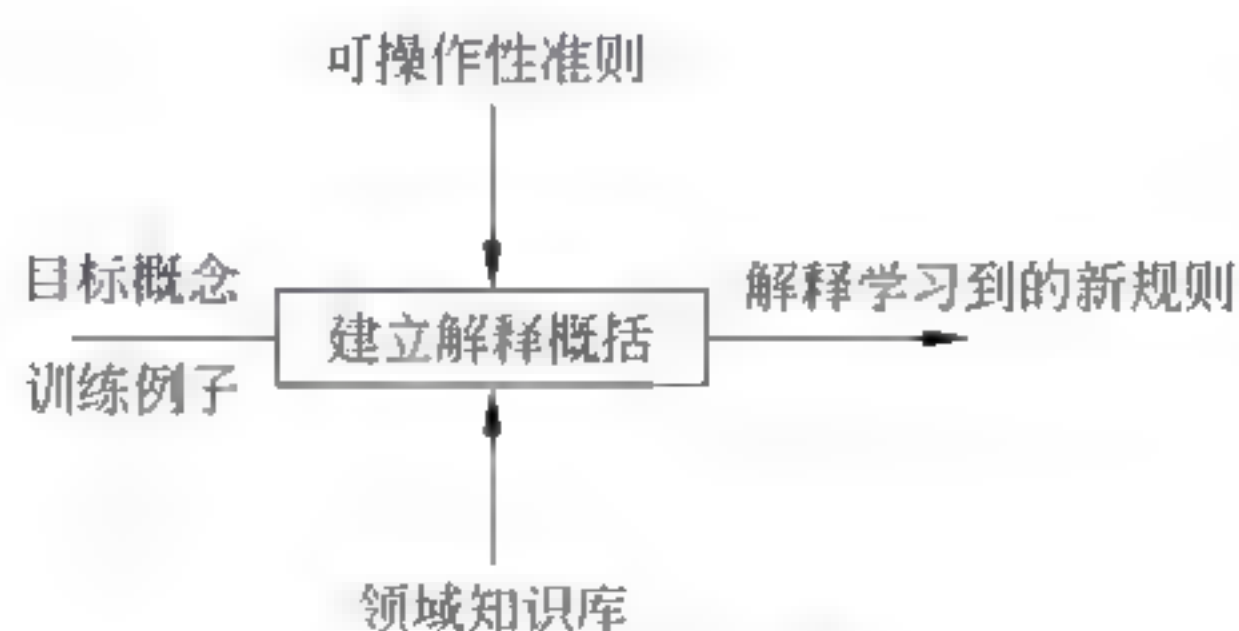 可操作性准则
目标概念
训练例子
建立解释概括
解释学习到的新规则
领域知识库